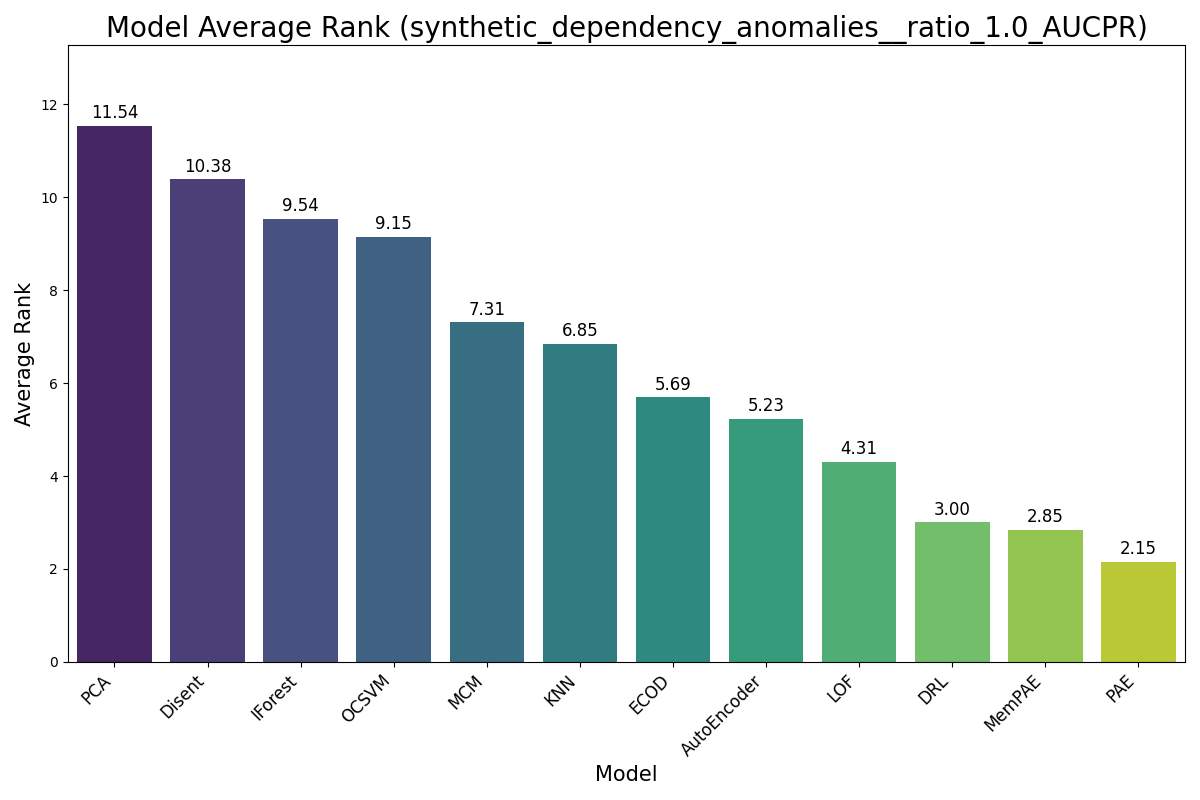 Model Average Rank (synthetic_dependency_anomalies__ratio_1.0_AUCPR)
Average Rank
12
10
8
6
4
2
0
11.54
10.38
9.54
9.15
7.31
6.85
5.69
5.23
4.31
3.00
2.85
2.15
PCA
Disent
IForest
OCSVM
MCM
KNN
ECOD
AutoEncoder
LOF
DRL
MemPAE
PAE
Model